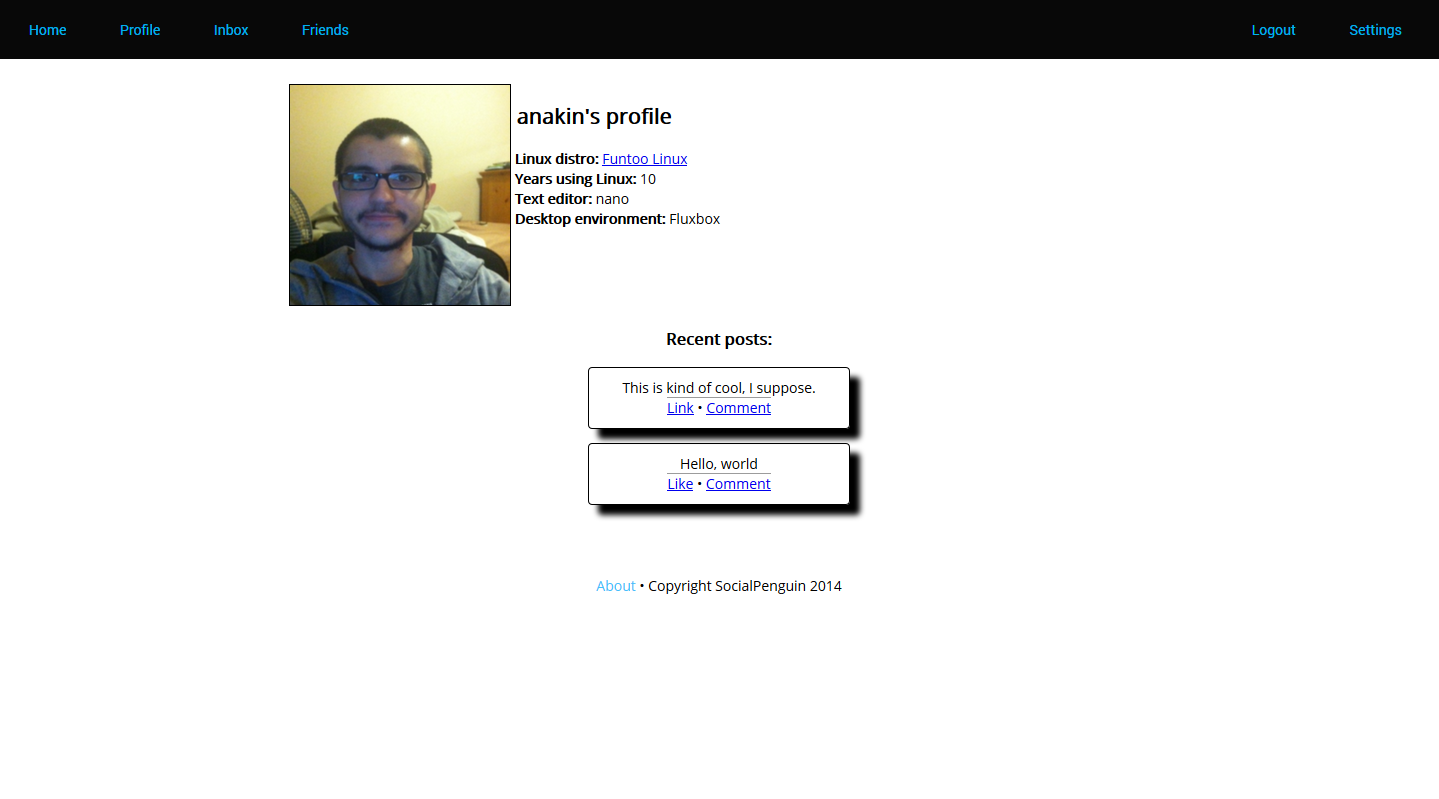 Home Profile Inbox Friends Logout Settings
anakin's profile
Linux distro: Funtoo Linux
Years using Linux: 10
Text editor: nano
Desktop environment: Fluxbox
Recent posts:
This is kind of cool, I suppose.
Link • Comment
Hello, world
Like • Comment
About • Copyright SocialPenguin 2014